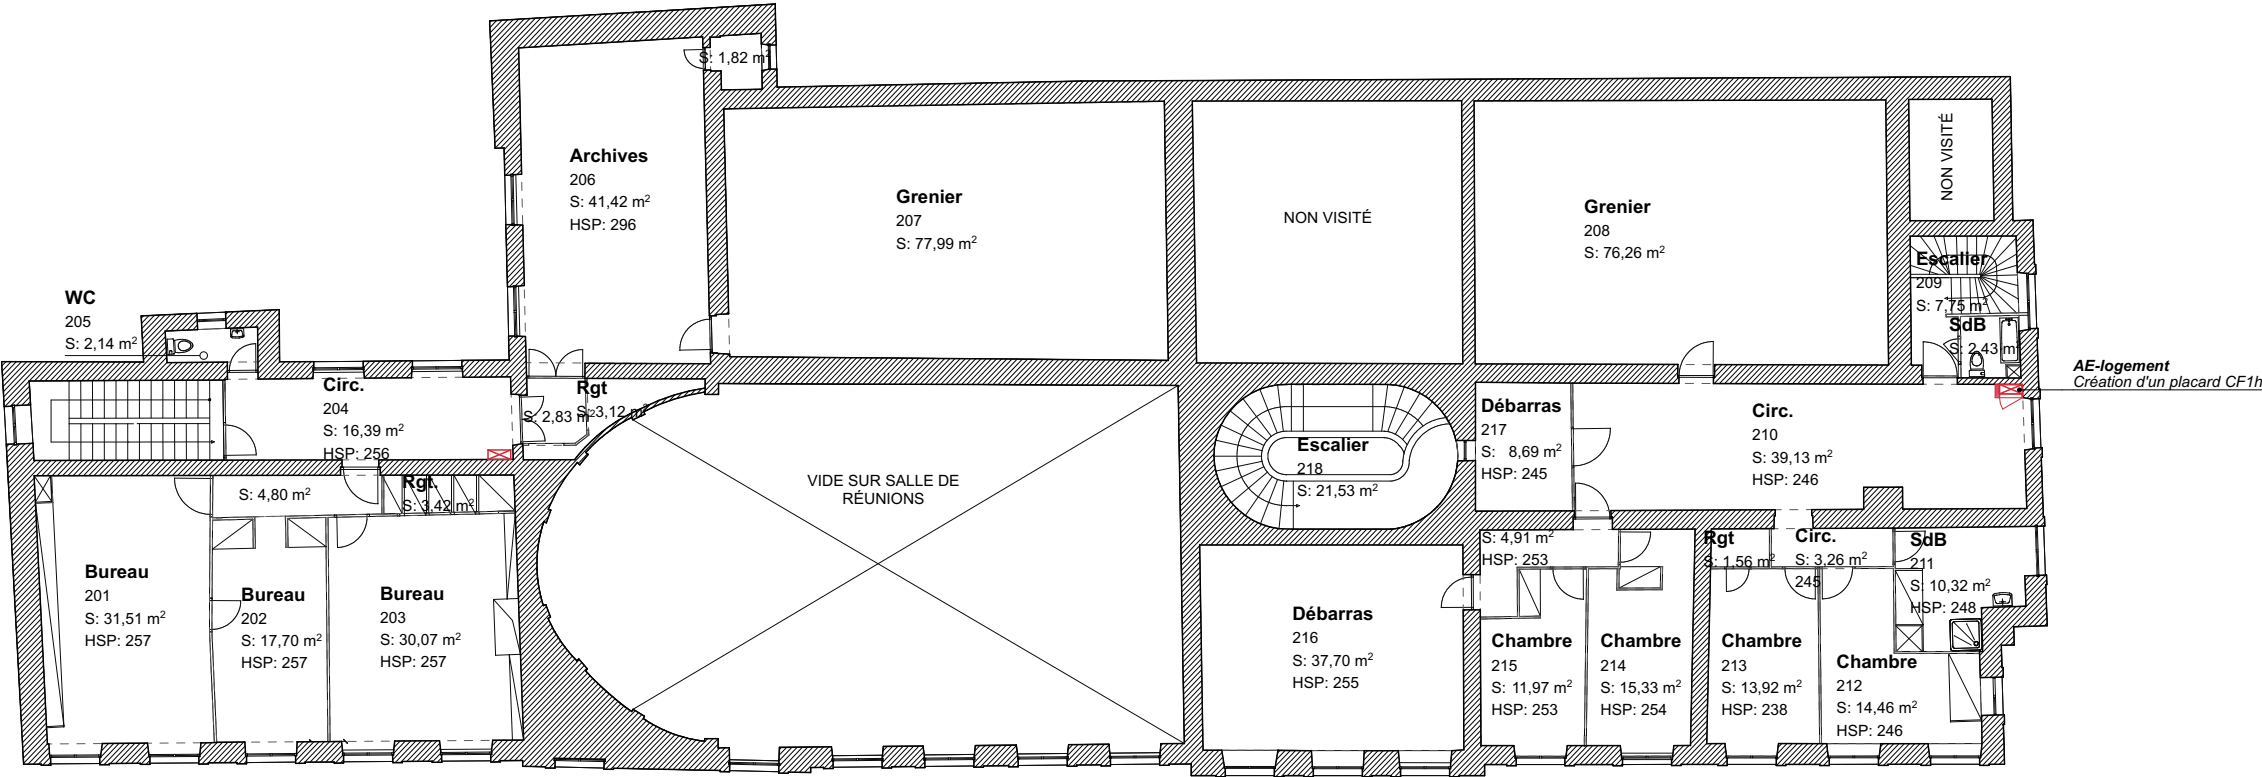 S: 1,82 m²
Archives
206
S: 41,42 m²
HSP: 296
Grenier
207
S: 77,99 m²
NON VISITÉ
Grenier
208
S: 76,26 m²
NON VISITÉ
Escalier
209
S: 7,75 m²
SdB
S: 2,43 m²
AE-logement
Création d'un placard CF1h
WC
205
S: 2,14 m²
Circ.
204
S: 16,39 m²
HSP: 256
Rgt
S: 3,12 m²
S: 2,83 m²
VIDE SUR SALLE DE
RÉUNIONS
Escalier
218
S: 21,53 m²
Débarras
217
S: 8,69 m²
HSP: 245
Circ.
210
S: 39,13 m²
HSP: 246
S: 4,80 m²
Rgt.
S: 3,42 m²
Bureau
201
S: 31,51 m²
HSP: 257
Bureau
202
S: 17,70 m²
HSP: 257
Bureau
203
S: 30,07 m²
HSP: 257
Débarras
216
S: 37,70 m²
HSP: 255
S: 4,91 m²
HSP: 253
Chambre
215
S: 11,97 m²
HSP: 253
Chambre
214
S: 15,33 m²
HSP: 254
Rgt
S: 1,56 m²
Circ.
S: 3,26 m²
245
SdB
211
S: 10,32 m²
HSP: 248
Chambre
213
S: 13,92 m²
HSP: 238
Chambre
212
S: 14,46 m²
HSP: 246